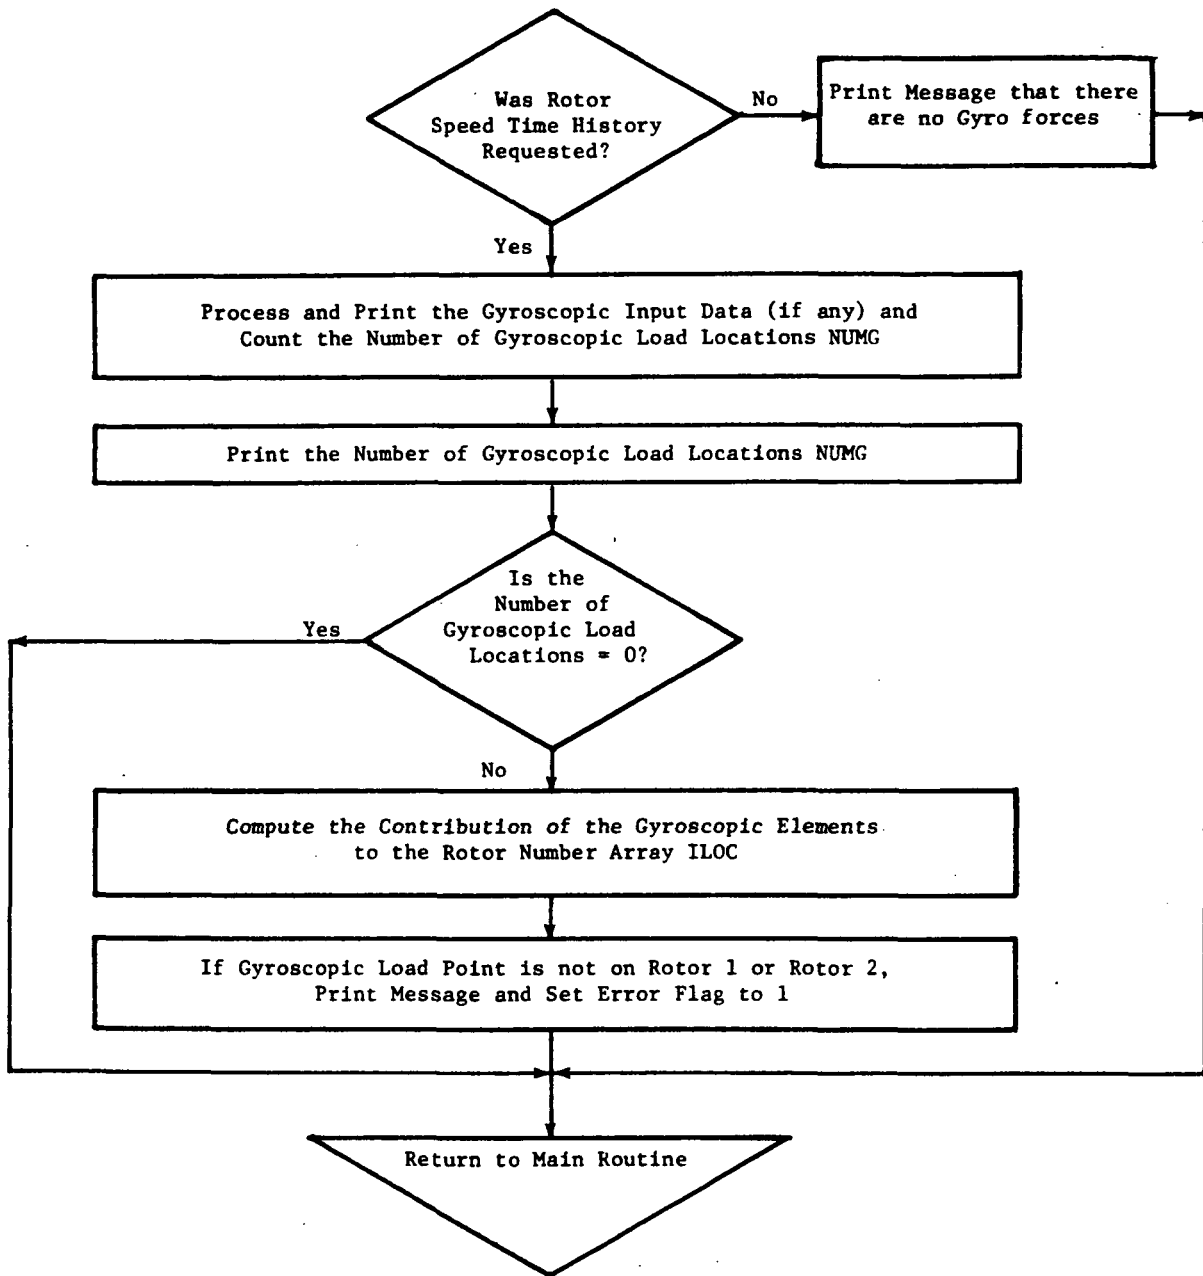 Was Rotor
Speed Time History
Requested?
No
Print Message that there
are no Gyro forces
Yes
Process and Print the Gyroscopic Input Data (if any) and
Count the Number of Gyroscopic Load Locations NUMG
Print the Number of Gyroscopic Load Locations NUMG
Is the
Number of
Gyroscopic Load
Locations = 0?
Yes
No
Compute the Contribution of the Gyroscopic Elements
to the Rotor Number Array ILOC
If Gyroscopic Load Point is not on Rotor 1 or Rotor 2,
Print Message and Set Error Flag to 1
Return to Main Routine